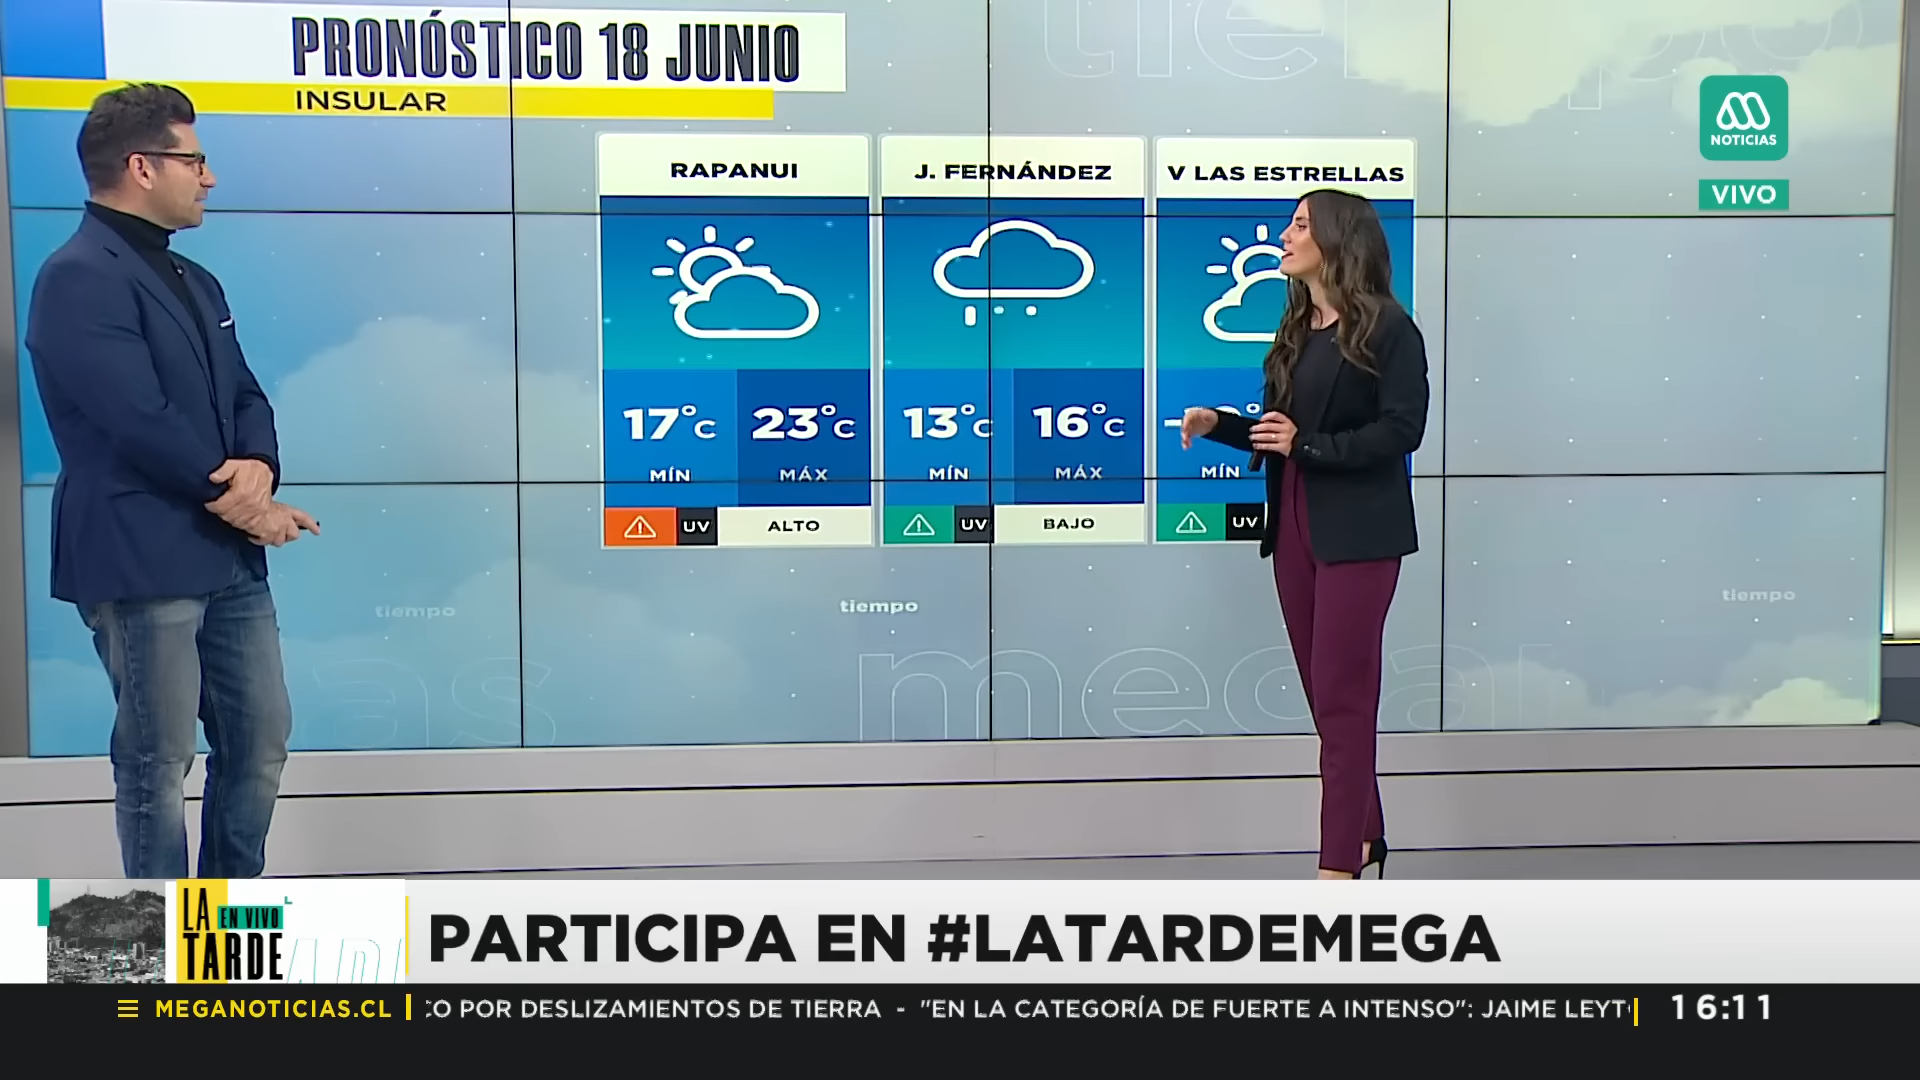 PRONÓSTICO 18 JUNIO
INSULAR
NOTICIAS
VIVO
RAPANUI
J. FERNÁNDEZ
V LAS ESTRELLAS
17°C
23°C
13°C
16°C
MÍN
MÁX
MÍN
MÁX
MÍN
UV
ALTO
UV
BAJO
UV
tiempo
tiempo
tiempo
LA TARDE
EN VIVO
PARTICIPA EN #LATARDEMEGA
MEGANOTICIAS.CL
POR DESLIZAMIENTOS DE TIERRA - "EN LA CATEGORÍA DE FUERTE A INTENSO": JAIME
16:11